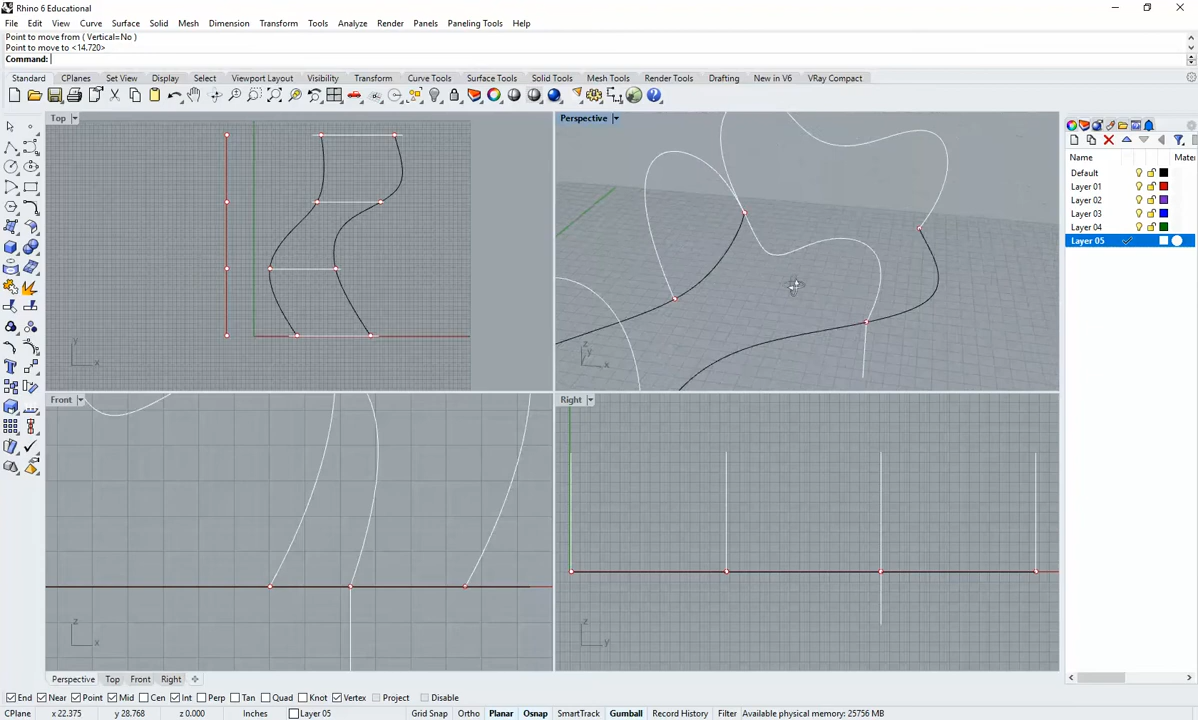 Rhino 6 Educational
File Edit View Curve Surface Solid Mesh Dimension Transform Tools Analyze Render Panels Paneling Tools Help
Point to move from ( Vertical=No )
Point to move to <14.720>
Command:
Standard CPlanes Set View Display Select Viewport Layout Visibility Transform Curve Tools Surface Tools Solid Tools Mesh Tools Render Tools Drafting New in V6 VRay Compact
Top Perspective
Name Mater
Default
Layer 01
Layer 02
Layer 03
Layer 04
Layer 05
y x
z y x
Front Right
z x
z y
Perspective Top Front Right
End Near Point Mid Cen Int Perp Tan Quad Knot Vertex Project Disable
CPlane x 22.375 y 28.768 z 0.000 Inches Layer 05 Grid Snap Ortho Planar Osnap SmartTrack Gumball Record History Filter Available physical memory: 25756 MB